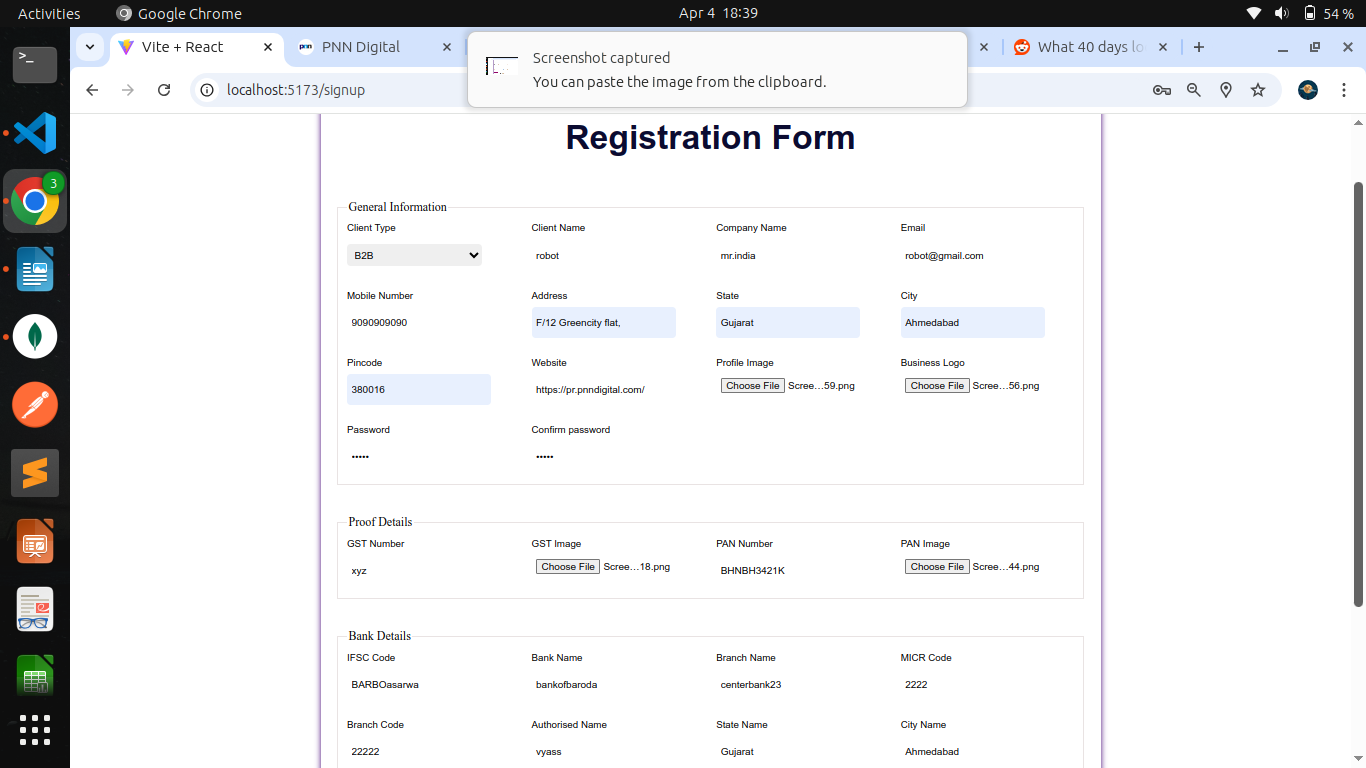 Activities Google Chrome Apr 4 18:39 54 %
Vite + React PNN Digital What 40 days lo
Screenshot captured
You can paste the image from the clipboard.
localhost:5173/signup
3
Registration Form
General Information
Client Type Client Name Company Name Email
B2B robot mr.india robot@gmail.com
Mobile Number Address State City
9090909090 F/12 Greencity flat, Gujarat Ahmedabad
Pincode Website Profile Image Business Logo
380016 https://pr.pnndigital.com/ Choose File Scree…59.png Choose File Scree…56.png
Password Confirm password
••••• •••••
Proof Details
GST Number GST Image PAN Number PAN Image
xyz Choose File Scree…18.png BHNBH3421K Choose File Scree…44.png
Bank Details
IFSC Code Bank Name Branch Name MICR Code
BARBOasarwa bankofbaroda centerbank23 2222
Branch Code Authorised Name State Name City Name
22222 vyass Gujarat Ahmedabad